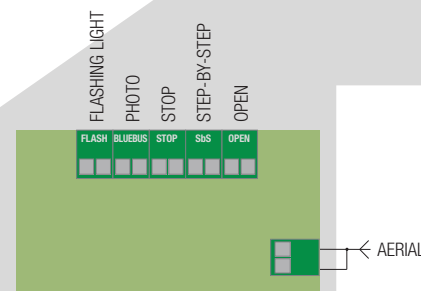 FLASHING LIGHT
PHOTO
STOP
STEP-BY-STEP
OPEN
FLASH BLUEBUS STOP SbS OPEN
AERIAL